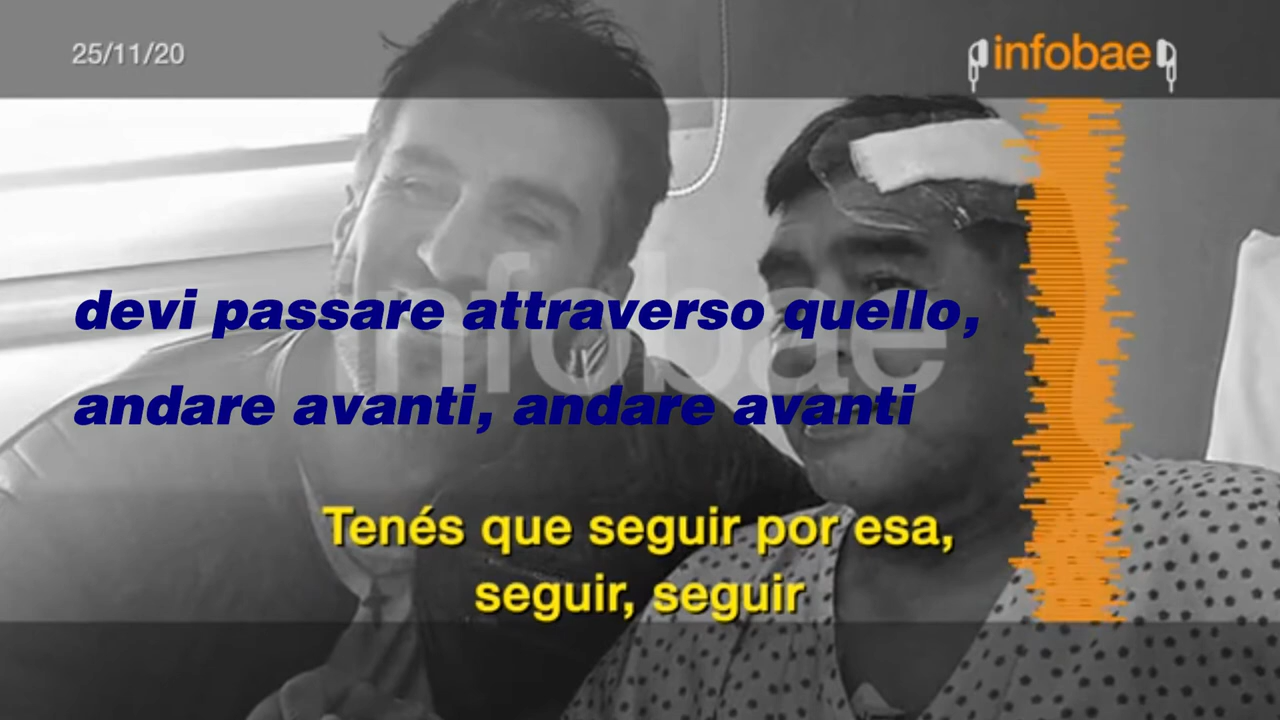 25/11/20
infobae
infobae
devi passare attraverso quello,
andare avanti, andare avanti
Tenés que seguir por esa,
seguir, seguir